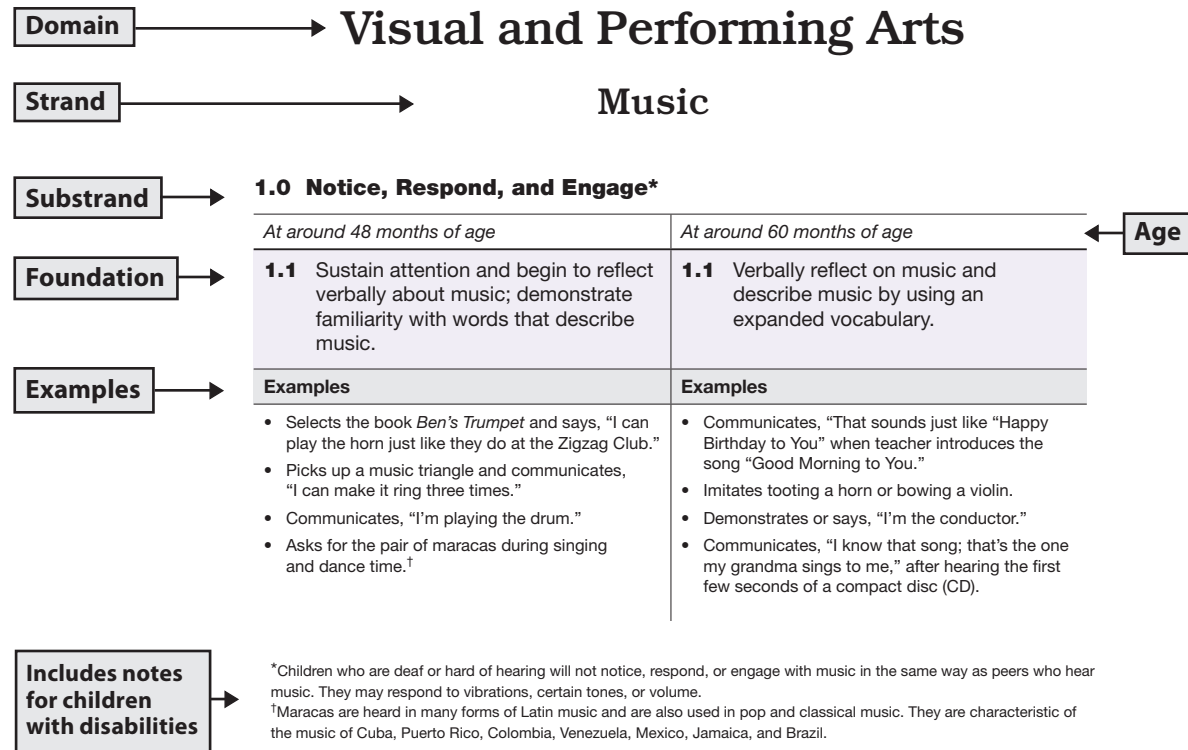 Domain
Visual and Performing Arts
Strand
Music
Substrand
1.0 Notice, Respond, and Engage*
At around 48 months of age
At around 60 months of age
Age
Foundation
1.1 Sustain attention and begin to reflect
verbally about music; demonstrate
familiarity with words that describe
music.
1.1 Verbally reflect on music and
describe music by using an
expanded vocabulary.
Examples
Examples
• Selects the book Ben's Trumpet and says, “I can
play the horn just like they do at the Zigzag Club.”
• Picks up a music triangle and communicates,
“I can make it ring three times.”
• Communicates, “I'm playing the drum.”
• Asks for the pair of maracas during singing
and dance time.†
Examples
• Communicates, “That sounds just like “Happy
Birthday to You” when teacher introduces the
song “Good Morning to You.”
• Imitates tooting a horn or bowing a violin.
• Demonstrates or says, “I'm the conductor.”
• Communicates, “I know that song; that's the one
my grandma sings to me,” after hearing the first
few seconds of a compact disc (CD).
Includes notes
for children
with disabilities
*Children who are deaf or hard of hearing will not notice, respond, or engage with music in the same way as peers who hear
music. They may respond to vibrations, certain tones, or volume.
†Maracas are heard in many forms of Latin music and are also used in pop and classical music. They are characteristic of
the music of Cuba, Puerto Rico, Colombia, Venezuela, Mexico, Jamaica, and Brazil.